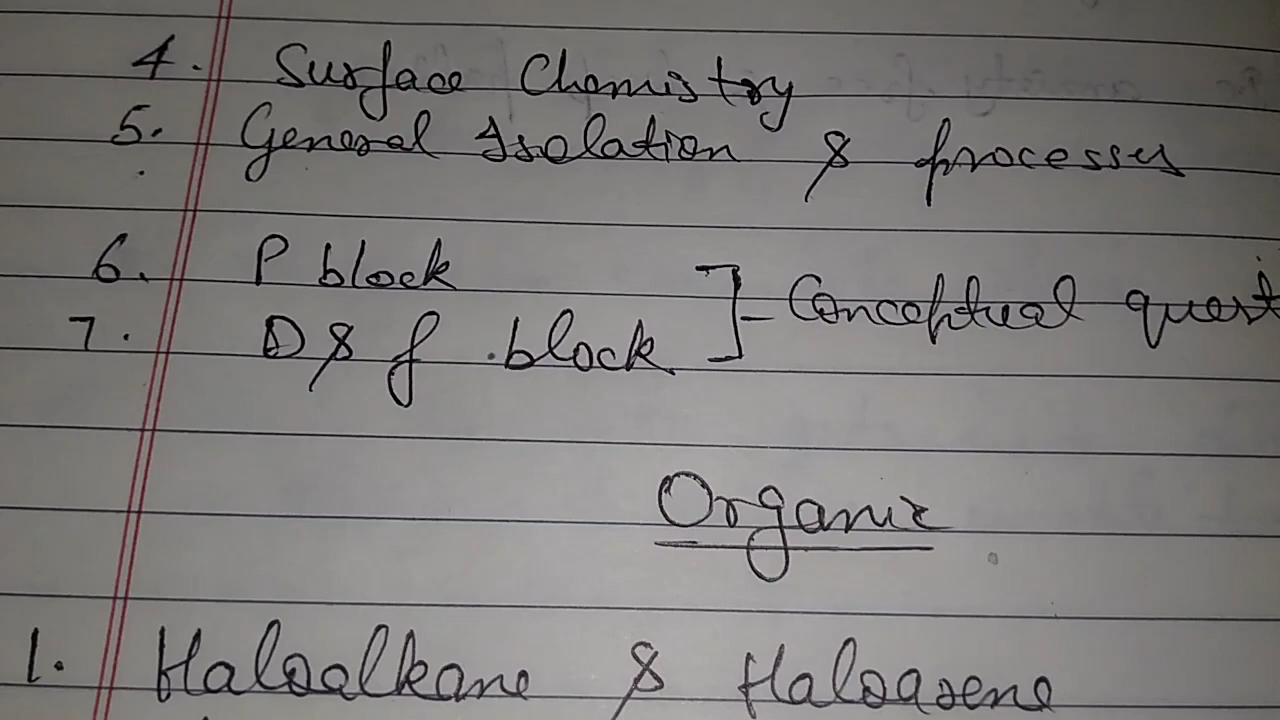 4. Surface Chemistry
5. General Isolation & processes
6. P block
7. D & f block ]- Conceptual quest
Organic
1. Haloalkane & Haloarene